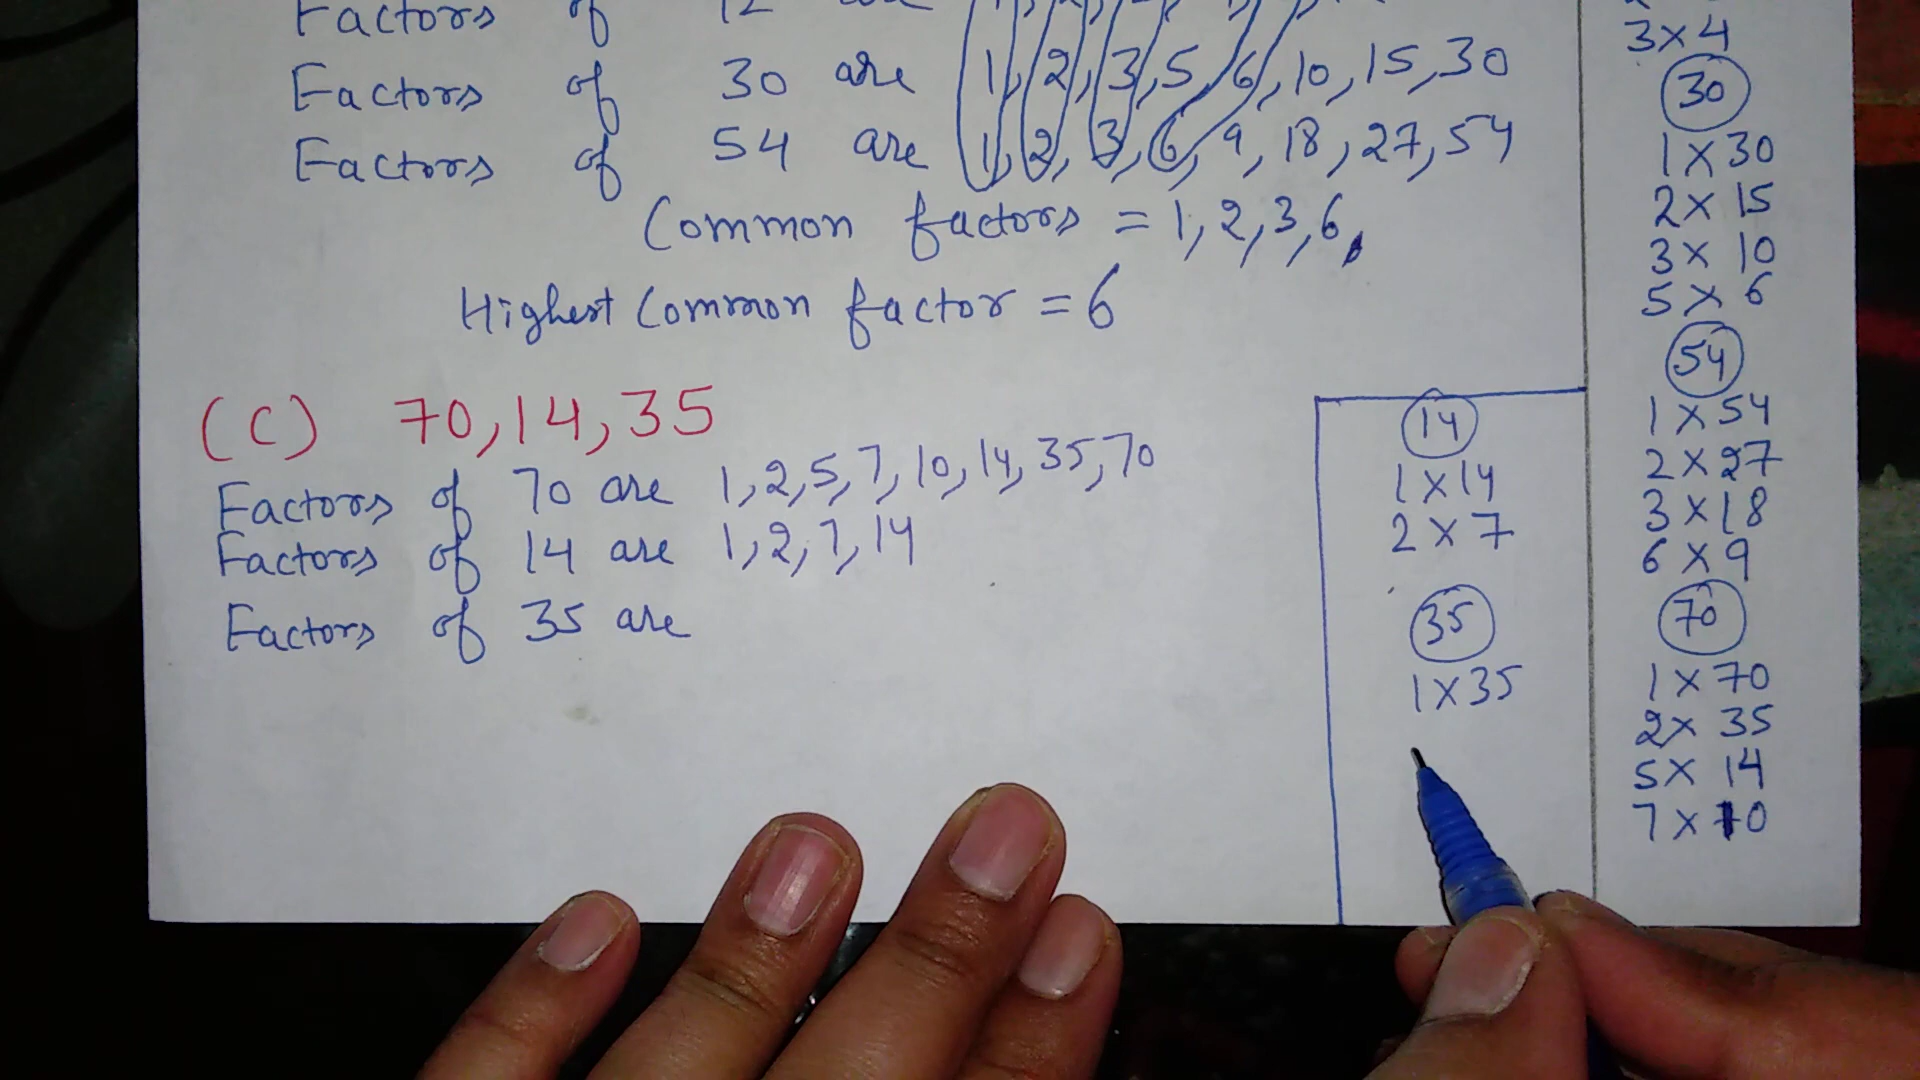 Factors of 12 are
Factors of 30 are 1, 2, 3, 5, 6, 10, 15, 30
Factors of 54 are 1, 2, 3, 6, 9, 18, 27, 54
Common factors = 1, 2, 3, 6,
Highest Common factor = 6
(C) 70, 14, 35
Factors of 70 are 1, 2, 5, 7, 10, 14, 35, 70
Factors of 14 are 1, 2, 7, 14
Factors of 35 are
14
1 x 14
2 x 7
35
1 x 35
3 x 4
30
1 x 30
2 x 15
3 x 10
5 x 6
54
1 x 54
2 x 27
3 x 18
6 x 9
70
1 x 70
2 x 35
5 x 14
7 x 10